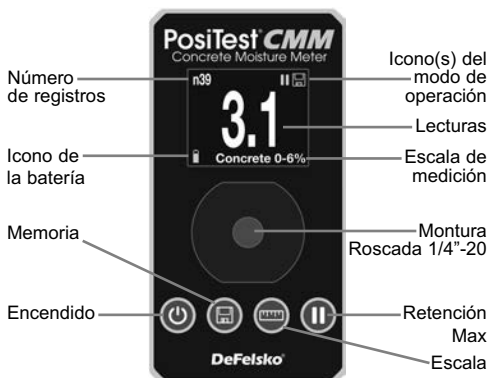 PosiTest CMM
Concrete Moisture Meter
n39
3.1
Concrete 0-6%
Número
de registros
Icono de
la batería
Memoria
Encendido
Icono(s) del
modo de
operación
Lecturas
Escala de
medición
Montura
Roscada 1/4”-20
Retención
Max
Escala
DeFelsko